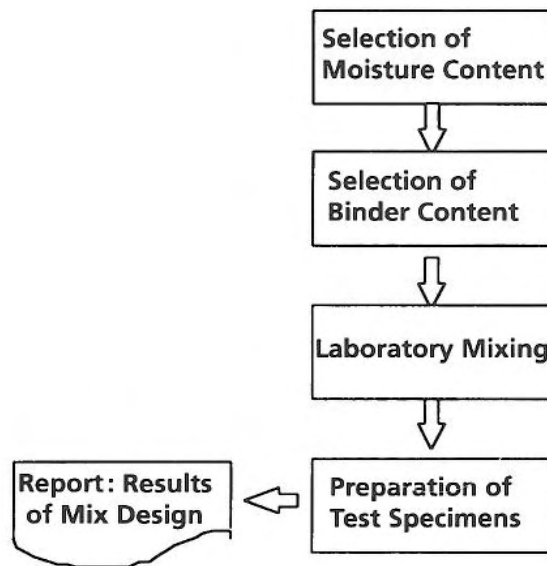 Selection of
Moisture Content
Selection of
Binder Content
Laboratory Mixing
Preparation of
Test Specimens
Report: Results
of Mix Design